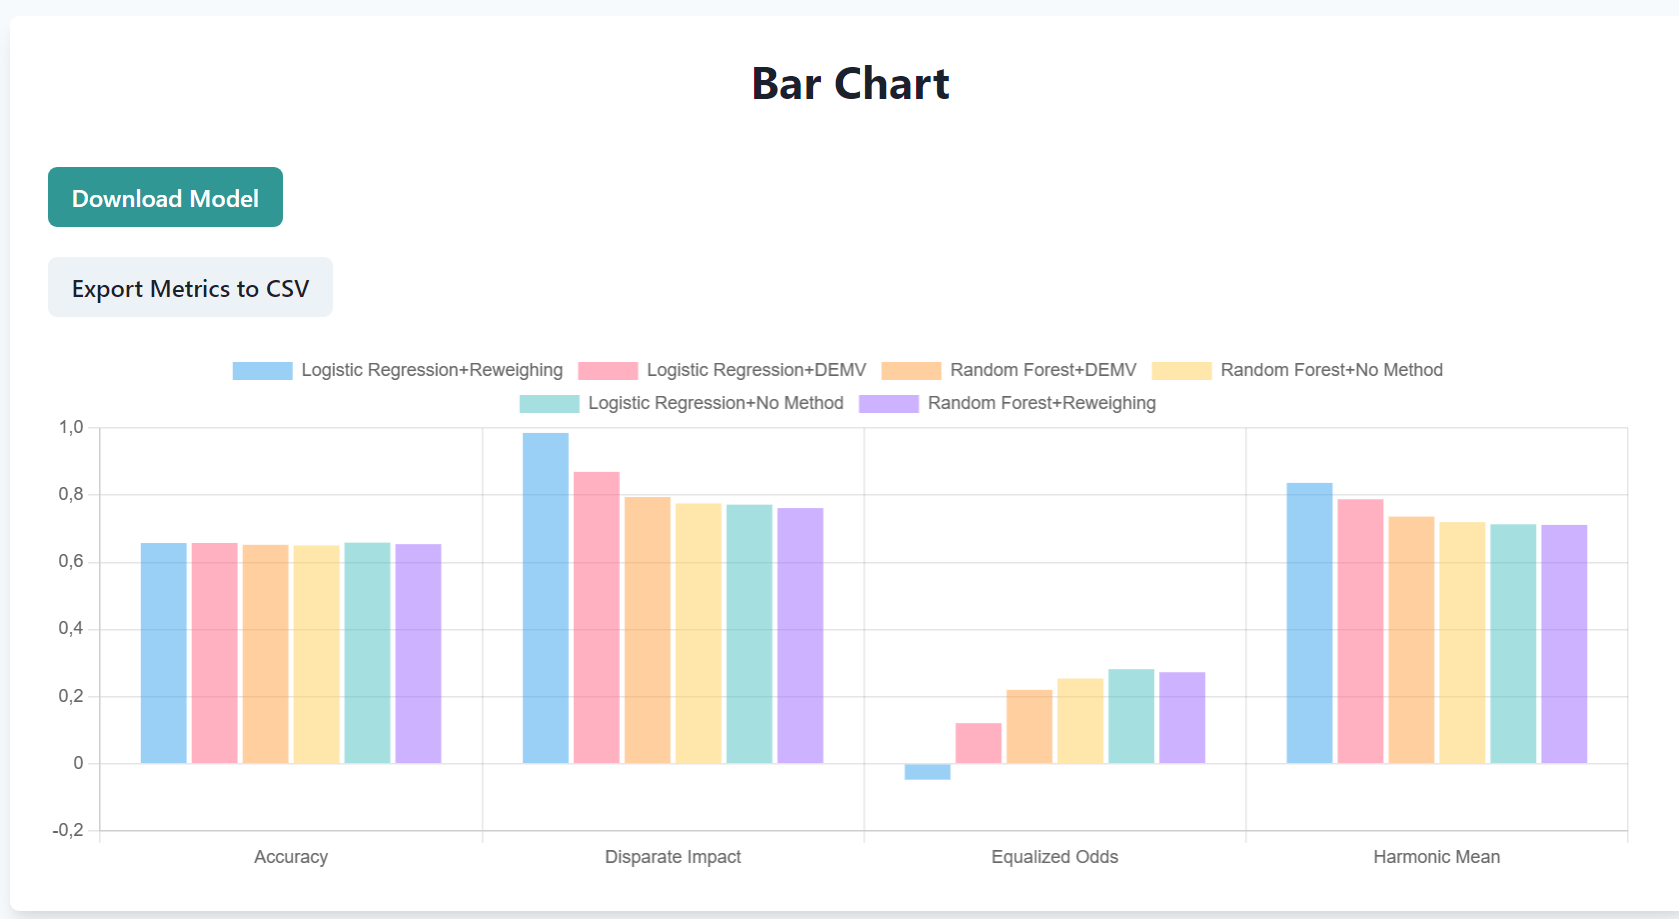 Bar Chart
Download Model
Export Metrics to CSV
Logistic Regression+Reweighing Logistic Regression+DEMV Random Forest+DEMV Random Forest+No Method
Logistic Regression+No Method Random Forest+Reweighing
1,0
0,8
0,6
0,4
0,2
0
-0,2
Accuracy Disparate Impact Equalized Odds Harmonic Mean